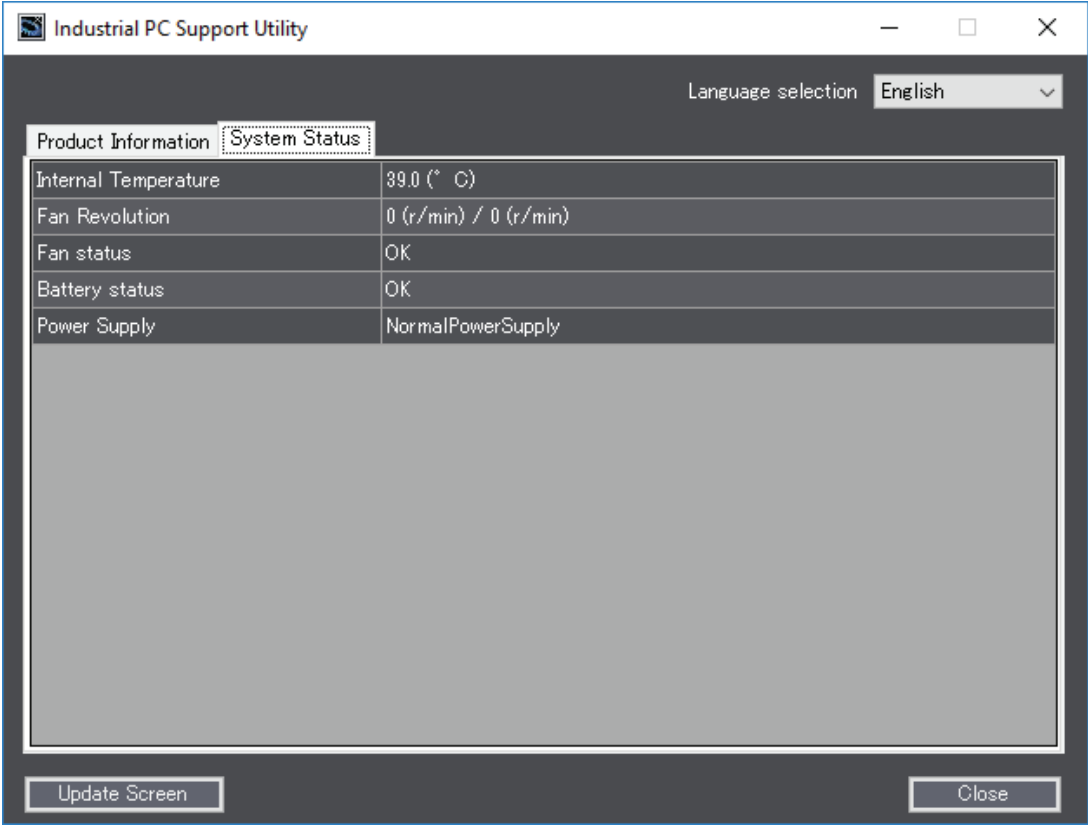 Industrial PC Support Utility
Language selection English
Product Information System Status
Internal Temperature 39.0 (° C)
Fan Revolution 0 (r/min) / 0 (r/min)
Fan status OK
Battery status OK
Power Supply NormalPowerSupply
Update Screen Close